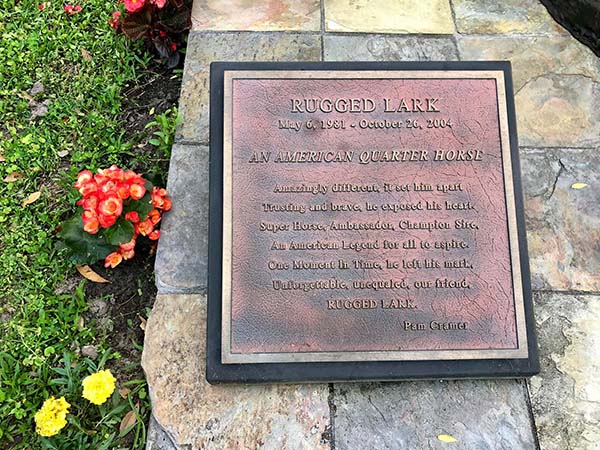 RUGGED LARK
May 6, 1981 - October 26, 2004
AN AMERICAN QUARTER HORSE
Amazingly different, it set him apart
Trusting and brave, he exposed his heart.
Super Horse, Ambassador, Champion Sire,
An American Legend for all to aspire.
One Moment In Time, he left his mark,
Unforgettable, unequaled, our friend,
RUGGED LARK.
Pam Cramer